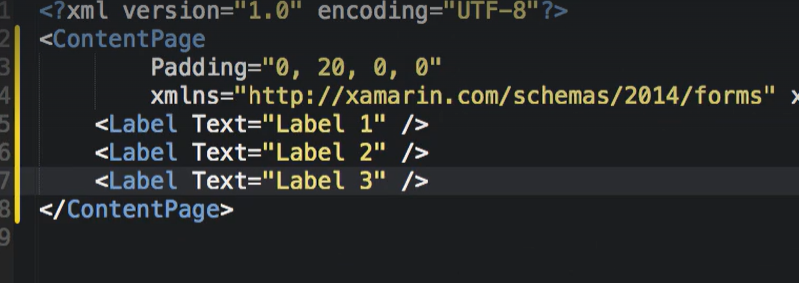 1 <?xml version="1.0" encoding="UTF-8"?>
2 <ContentPage
3 Padding="0, 20, 0, 0"
4 xmlns="http://xamarin.com/schemas/2014/forms" x
5 <Label Text="Label 1" />
6 <Label Text="Label 2" />
7 <Label Text="Label 3" />
8 </ContentPage>
9